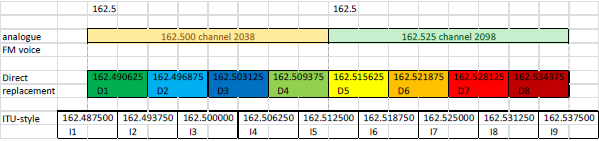 162.5 162.5
analogue 162.500 channel 2038 162.525 channel 2098
FM voice
Direct 162.490625 162.496875 162.503125 162.509375 162.515625 162.521875 162.528125 162.534375
replacement D1 D2 D3 D4 D5 D6 D7 D8
ITU-style 162.487500 162.493750 162.500000 162.506250 162.512500 162.518750 162.525000 162.531250 162.537500
I1 I2 I3 I4 I5 I6 I7 I8 I9